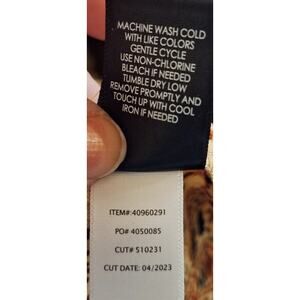 MACHINE WASH COLD
WITH LIKE COLORS
GENTLE CYCLE
USE NON-CHLORINE
BLEACH IF NEEDED
TUMBLE DRY LOW
REMOVE PROMPTLY AND
TOUCH UP WITH COOL
IRON IF NEEDED
ITEM#:40960291
PO# 4050085
CUT# 510231
CUT DATE: 04/2023